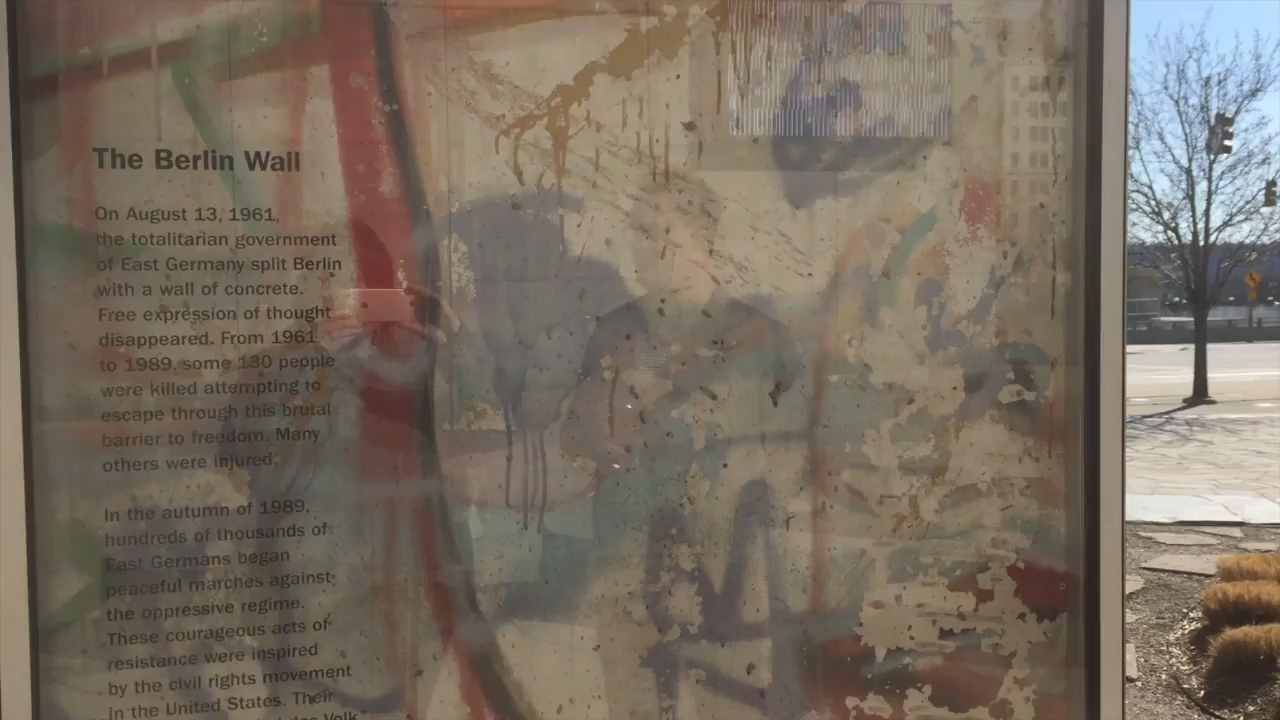 The Berlin Wall
On August 13, 1961,
the totalitarian government
of East Germany split Berlin
with a wall of concrete.
Free expression of thought
disappeared. From 1961
to 1989, some 130 people
were killed attempting to
escape through this brutal
barrier to freedom. Many
others were injured.
In the autumn of 1989,
hundreds of thousands of
East Germans began
peaceful marches against
the oppressive regime.
These courageous acts of
resistance were inspired
by the civil rights movement
in the United States. Their
das Volk